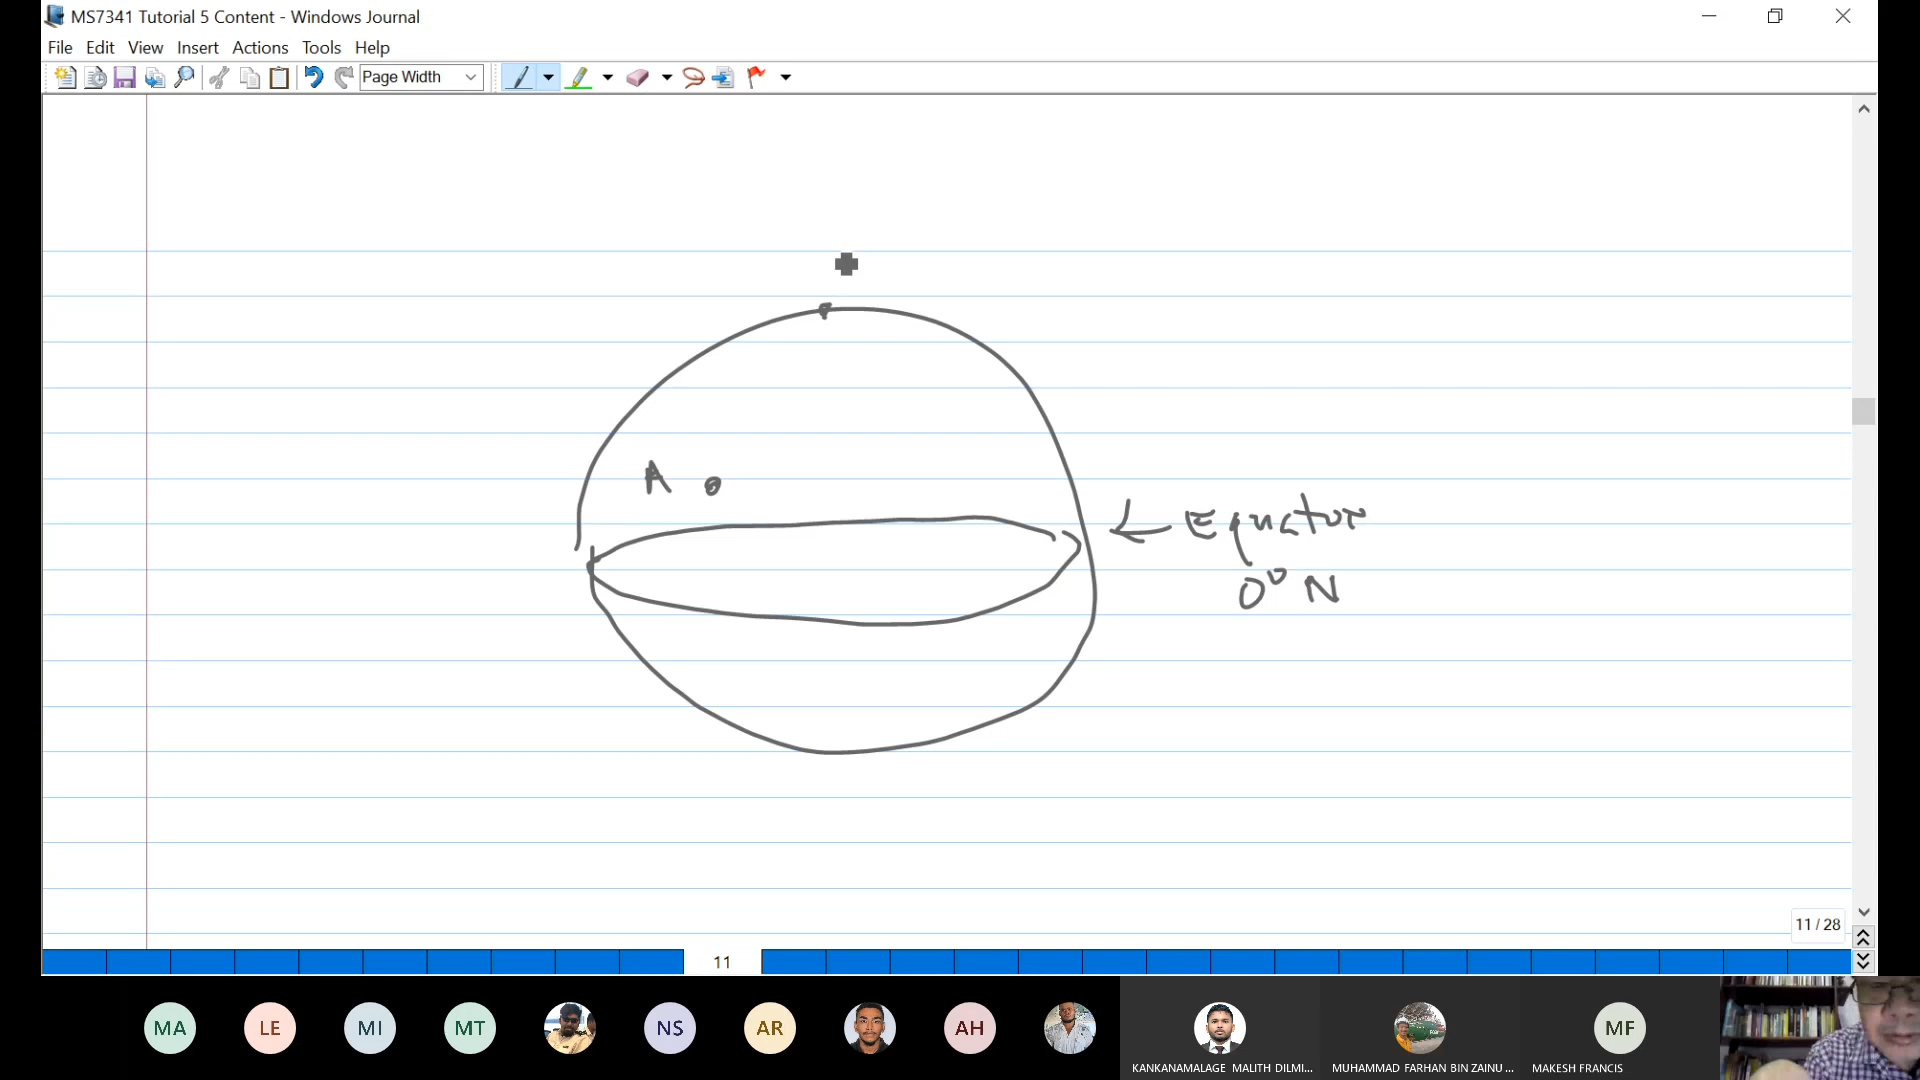 MS7341 Tutorial 5 Content - Windows Journal
File Edit View Insert Actions Tools Help
Page Width
A
Equator
0° N
11 / 28
11
MA LE MI MT NS AR AH MF
KANKANAMALAGE MALITH DILMI... MUHAMMAD FARHAN BIN ZAINU ... MAKESH FRANCIS